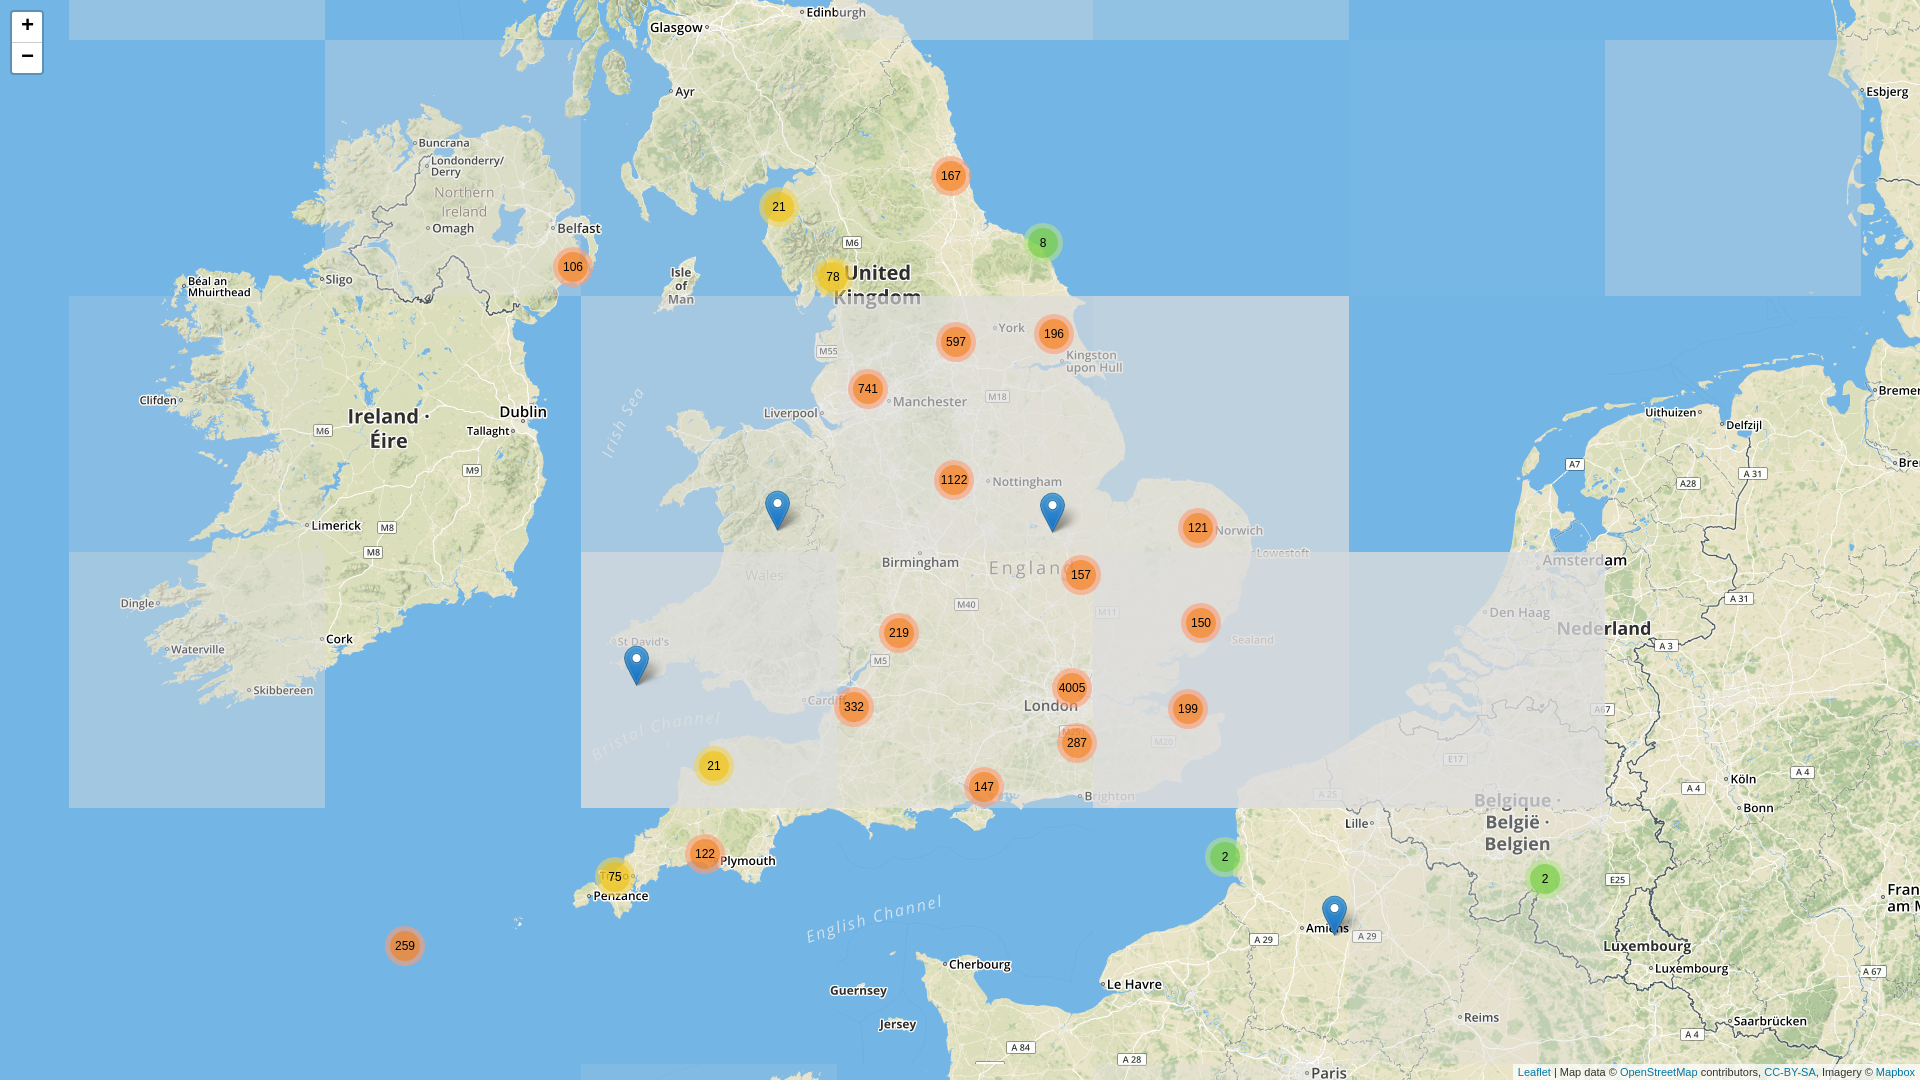 +
−
Edinburgh
Glasgow
Ayr
Esbjerg
Buncrana
Londonderry/
Derry
Northern
Ireland
Omagh
Belfast
167
21
8
M6
106
78
United
Kingdom
Isle
of
Man
Sligo
Béal an
Mhuirthead
York
196
597
M55
Kingston
upon Hull
741
Manchester
M18
Liverpool
Clifden
Ireland ·
Éire
Dublin
Tallaght
M6
M9
Irish Sea
Uithuizen
Delfzijl
A7
A 31
A28
1122
Nottingham
121
Norwich
Lowestoft
Limerick
M8
M8
Birmingham
England
157
Wales
Amsterdam
Dingle
M40
M11
150
Den Haag
A 31
Nederland
A 3
Sealand
219
M5
St David's
Cork
Waterville
Skibbereen
4005
London
Cardiff
332
199
287
M20
A67
Bristol Channel
21
E17
147
Brighton
A 25
Köln
A 4
A 4
Bonn
Belgique ·
België ·
Belgien
Lille
2
2
E25
122
Plymouth
75
Penzance
English Channel
259
Amiens
A 29
A 29
Luxembourg
Luxembourg
A 67
Cherbourg
Le Havre
Guernsey
Jersey
Reims
Saarbrücken
A 4
A 84
A 28
Paris
Leaflet | Map data © OpenStreetMap contributors, CC-BY-SA, Imagery © Mapbox